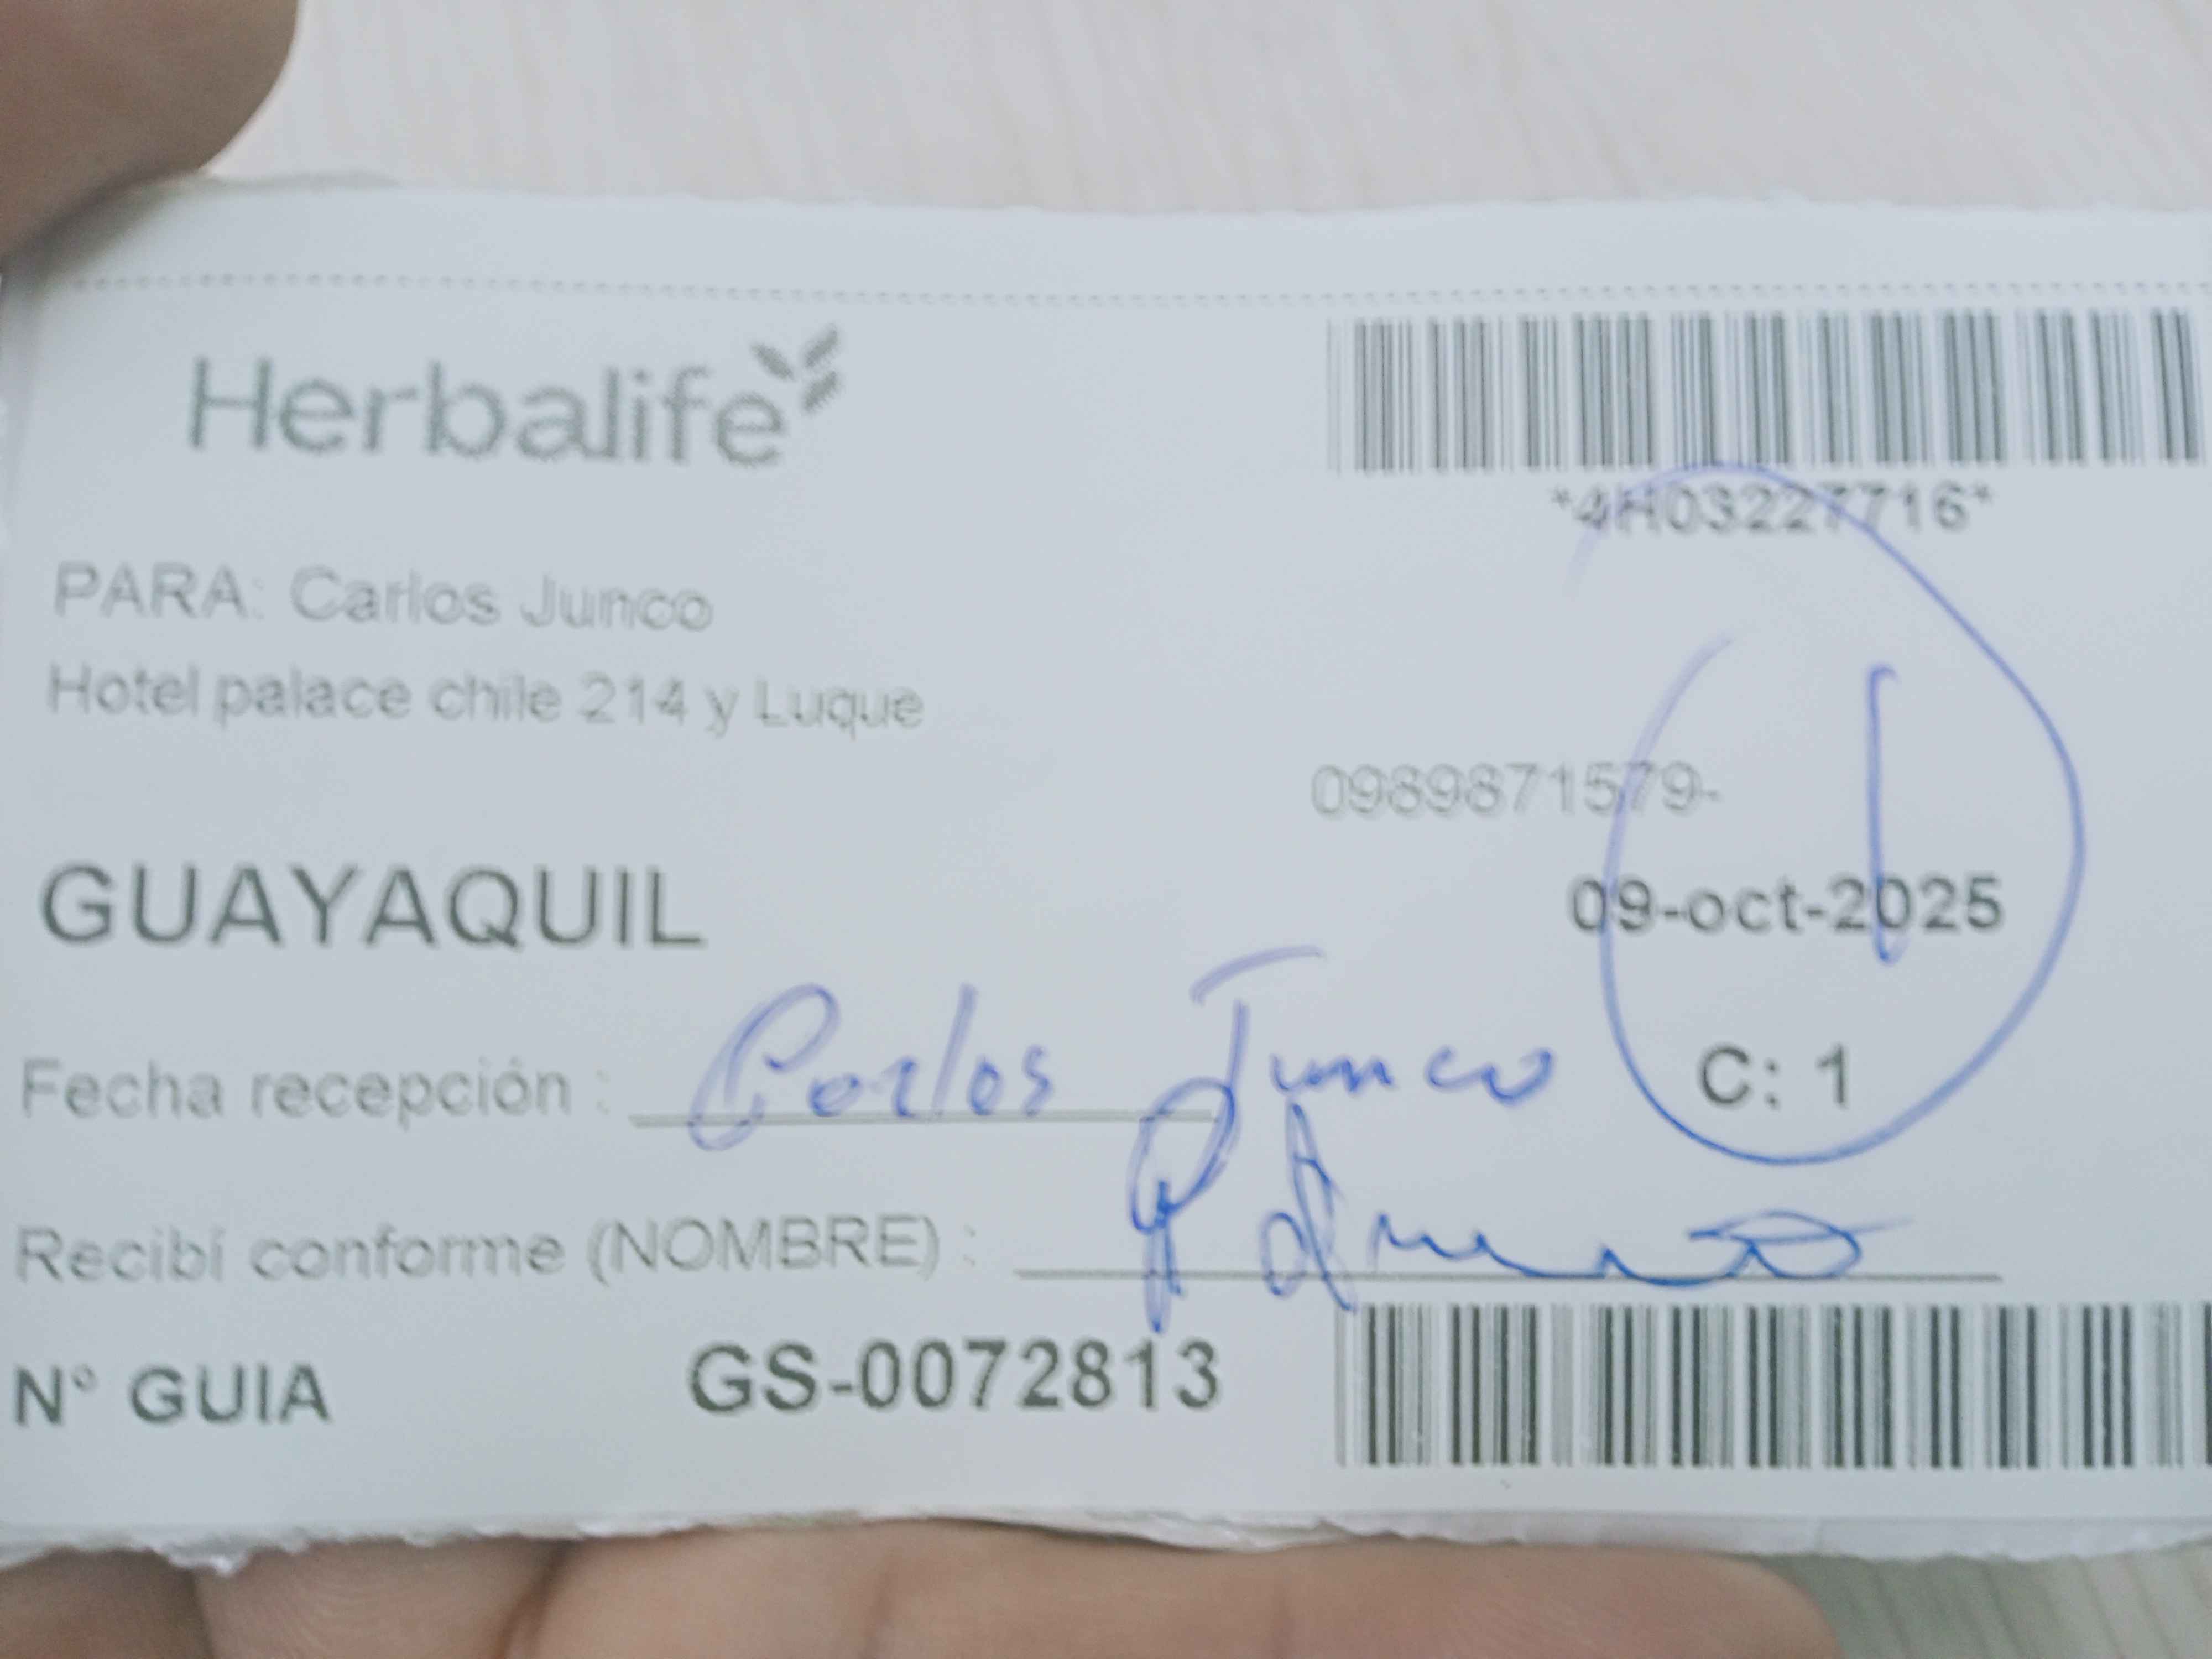 Herbalife
*4H03227716*
PARA: Carlos Junco
Hotel palace chile 214 y Luque
0989871579-
GUAYAQUIL
09-oct-2025
1
C: 1
Fecha recepción : Carlos Junco
Recibí conforme (NOMBRE) :
N° GUIA GS-0072813